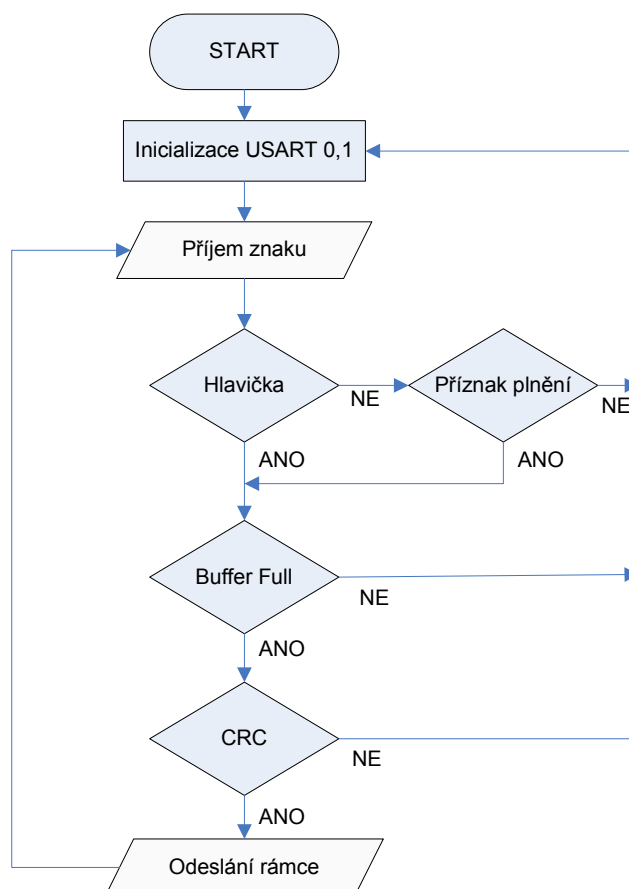 START
Inicializace USART 0,1
Příjem znaku
Hlavička
NE
Příznak plnění
NE
ANO
ANO
Buffer Full
NE
ANO
CRC
NE
ANO
Odeslání rámce